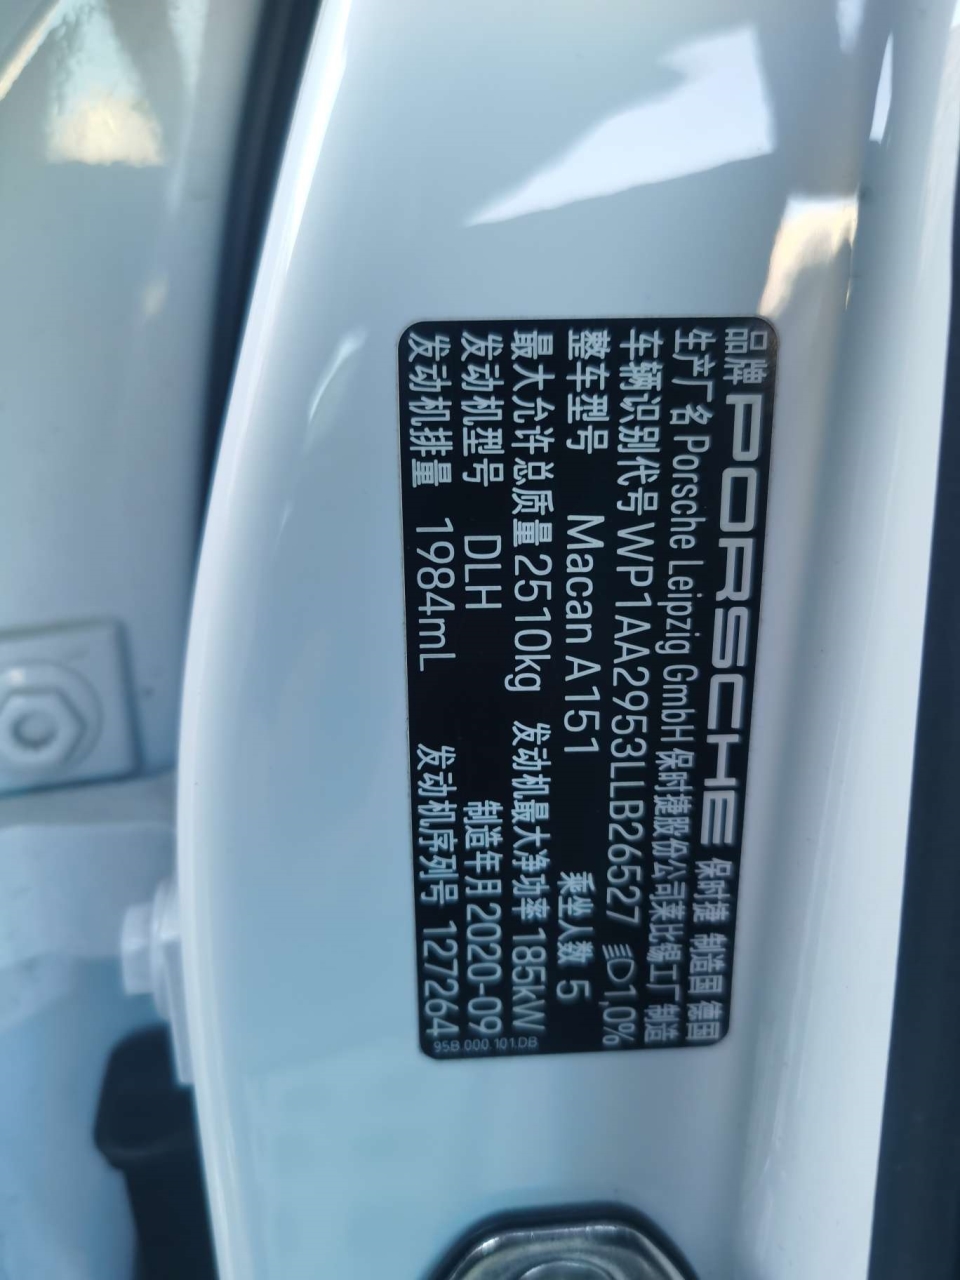 品牌 PORSCHE 保时捷 制造国 德国
生产厂名 Porsche Leipzig GmbH 保时捷股份公司莱比锡工厂制造
车辆识别代号 WP1AA2953LLB26527 1,0%
整车型号 Macan A151 乘坐人数 5
最大允许总质量 2510kg 发动机最大净功率 185kW
发动机型号 DLH 制造年月 2020-09
发动机排量 1984mL 发动机序列号 127264
95B.000.101.DB